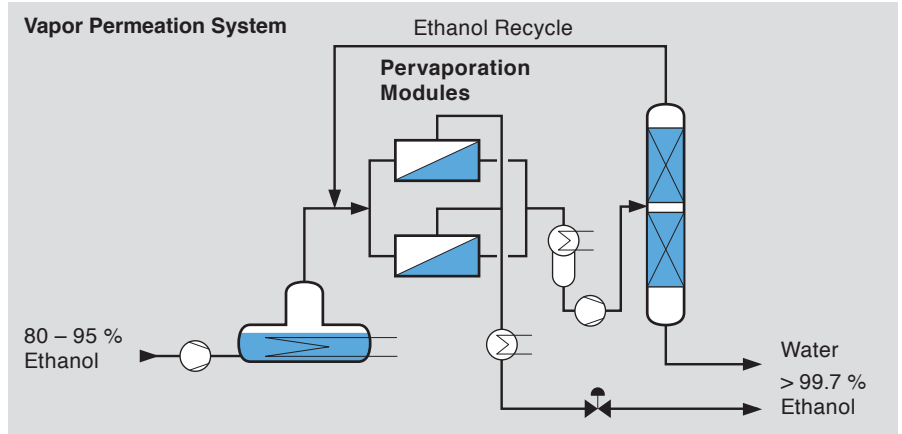 Vapor Permeation System
Ethanol Recycle
Pervaporation
Modules
80 – 95 %
Ethanol
Water
> 99.7 %
Ethanol